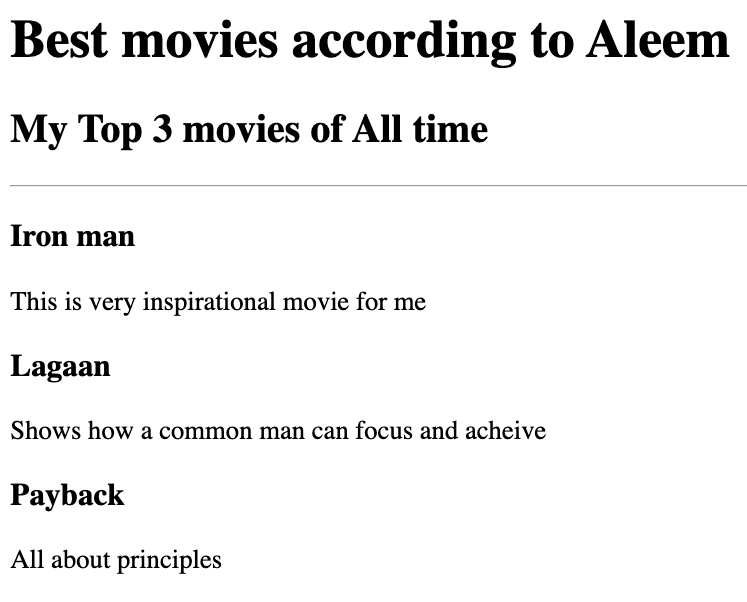 Best movies according to Aleem
My Top 3 movies of All time
Iron man
This is very inspirational movie for me
Lagaan
Shows how a common man can focus and acheive
Payback
All about principles